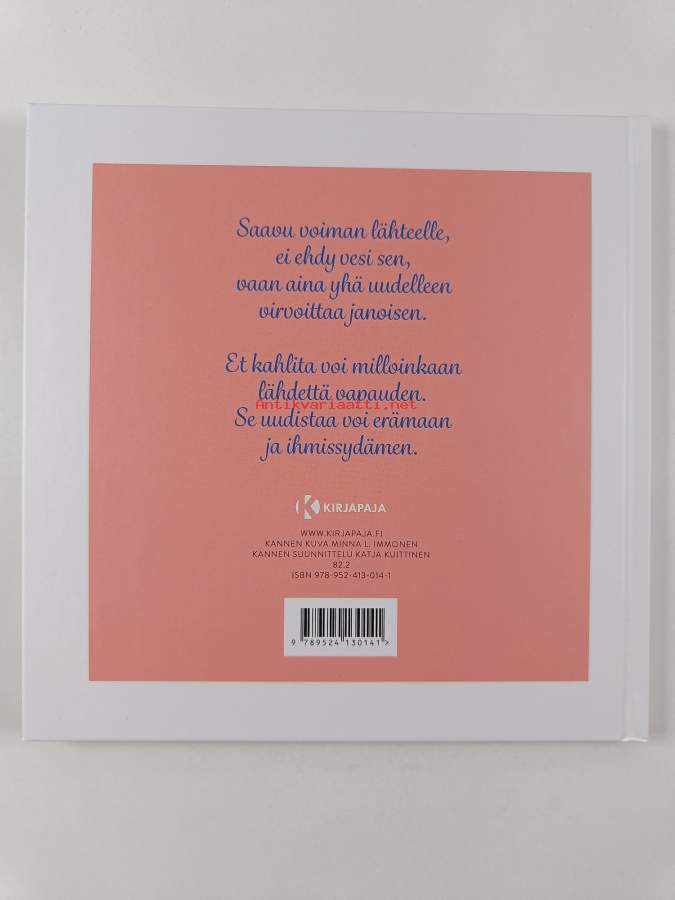 Saavu voiman lähteelle,
ei ehdy vesi sen,
vaan aina yhä uudelleen
virvoittaa janoisen.
Et kahlita voi milloinkaan
lähdettä vapauden.
Antikvariaatti.net
Se uudistaa voi erämaan
ja ihmissydämen.
KIRJAPAJA
WWW.KIRJAPAJA.FI
KANNEN KUVA MINNA L. IMMONEN
KANNEN SUUNNITTELU KATJA KUITTINEN
82.2
ISBN 978-952-413-014-1
9 789524 130141 >